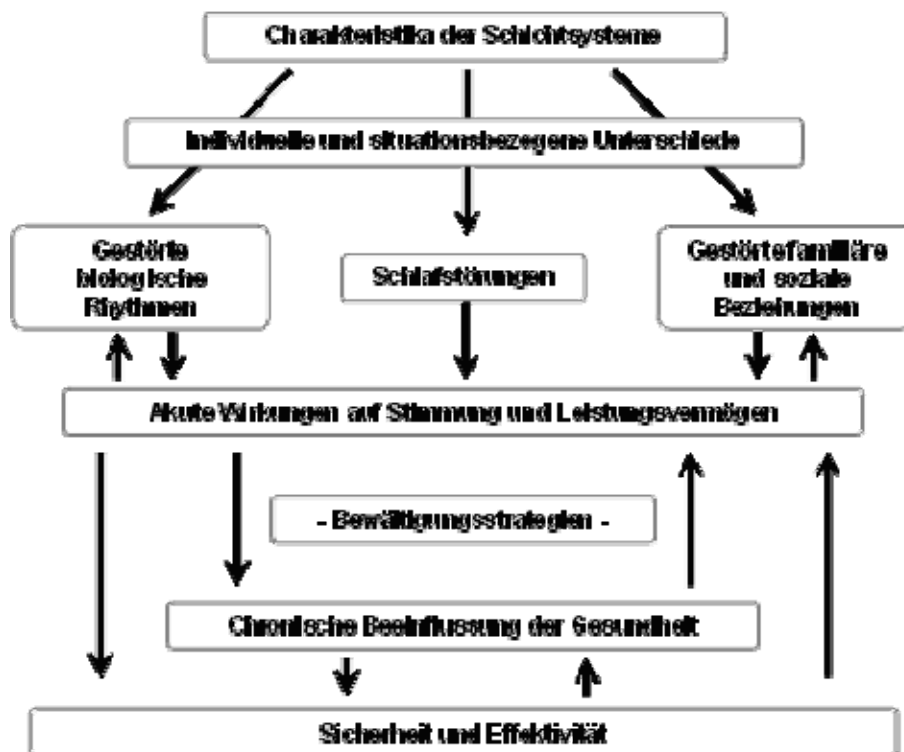 Charakteristika der Schichtsysteme
Individuelle und situationsbezogene Unterschiede
Gestörte
biologische
Rhythmen
Schlafstörungen
Gestörte familiäre
und soziale
Beziehungen
Akute Wirkungen auf Stimmung und Leistungsvermögen
- Bewältigungsstrategien -
Chronische Beeinflussung der Gesundheit
Sicherheit und Effektivität